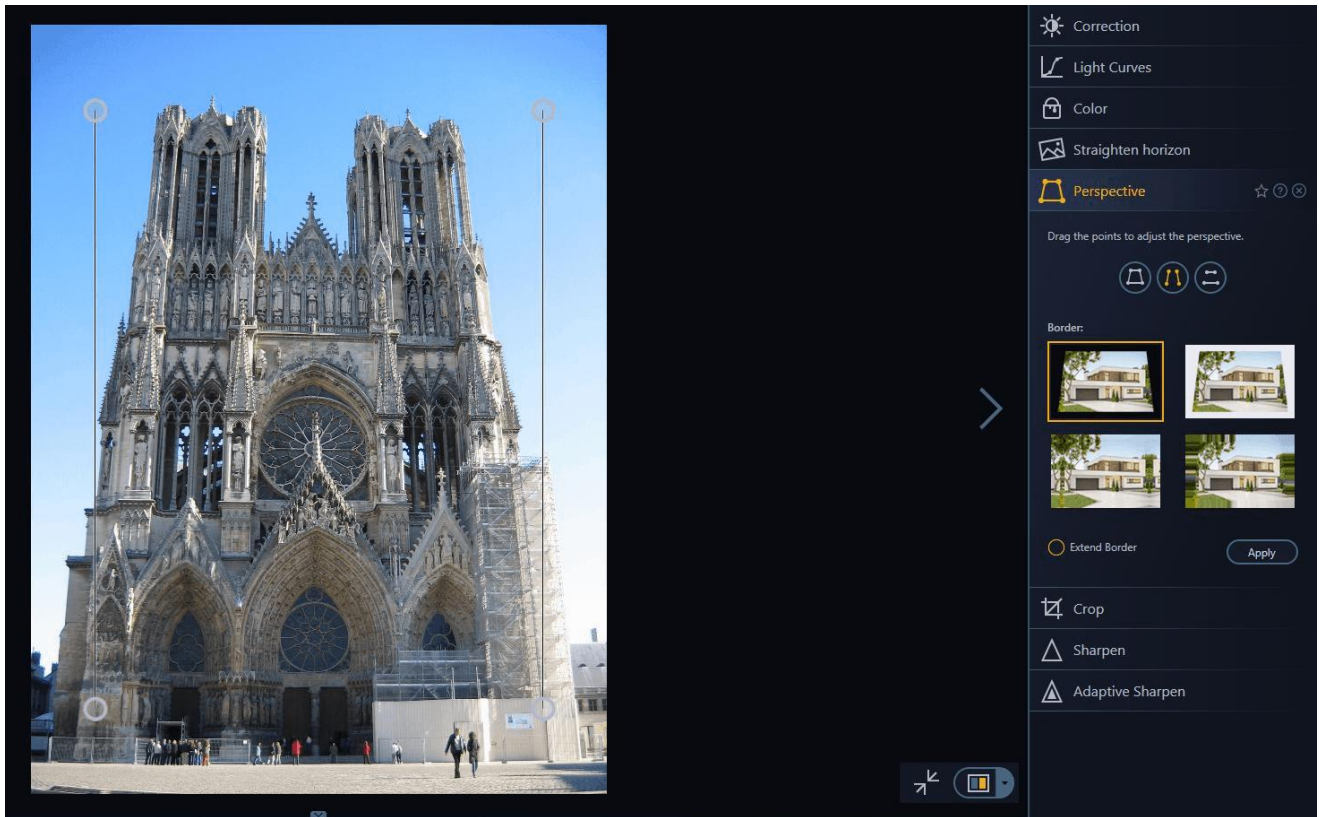 Correction
Light Curves
Color
Straighten horizon
Perspective
Drag the points to adjust the perspective.
Border:
Extend Border
Apply
Crop
Sharpen
Adaptive Sharpen